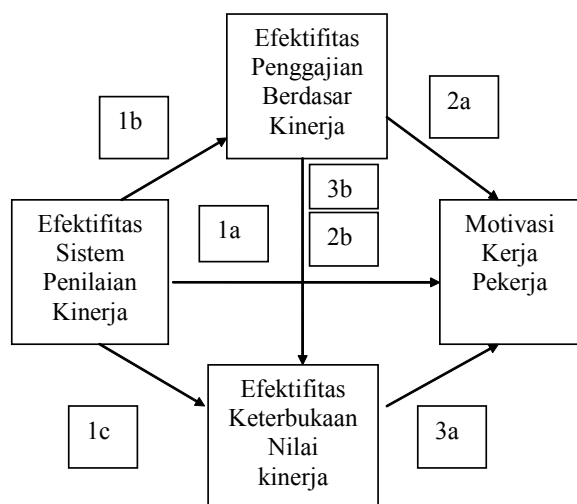 Efektifitas
Penggajian
Berdasar
Kinerja
1b
2a
3b
2b
1a
Efektifitas
Sistem
Penilaian
Kinerja
Motivasi
Kerja
Pekerja
1c
Efektifitas
Keterbukaan
Nilai
kinerja
3a